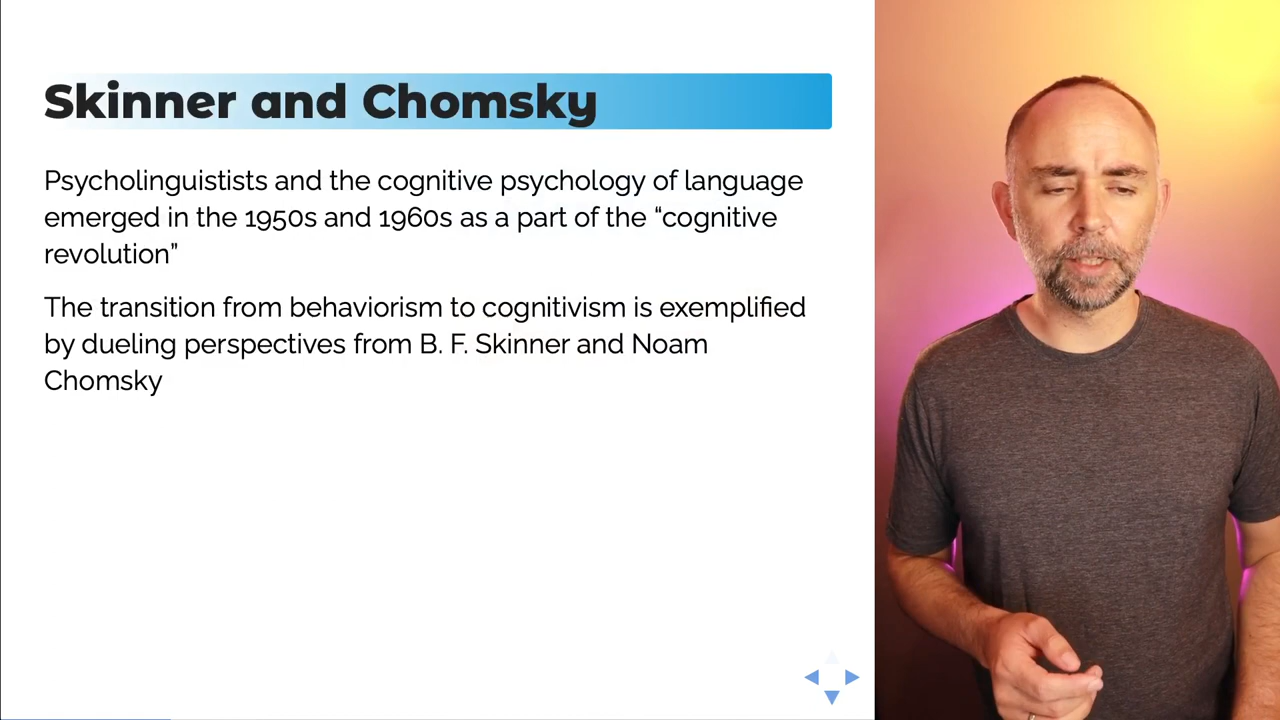 Skinner and Chomsky
Psycholinguistists and the cognitive psychology of language
emerged in the 1950s and 1960s as a part of the “cognitive
revolution”
The transition from behaviorism to cognitivism is exemplified
by dueling perspectives from B. F. Skinner and Noam
Chomsky